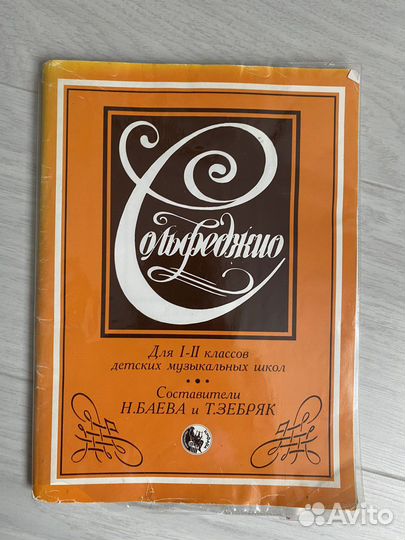 Сольфеджио
Для I-II классов
детских музыкальных школ
Составители
Н.БАЕВА и Т.ЗЕБРЯК
Avito